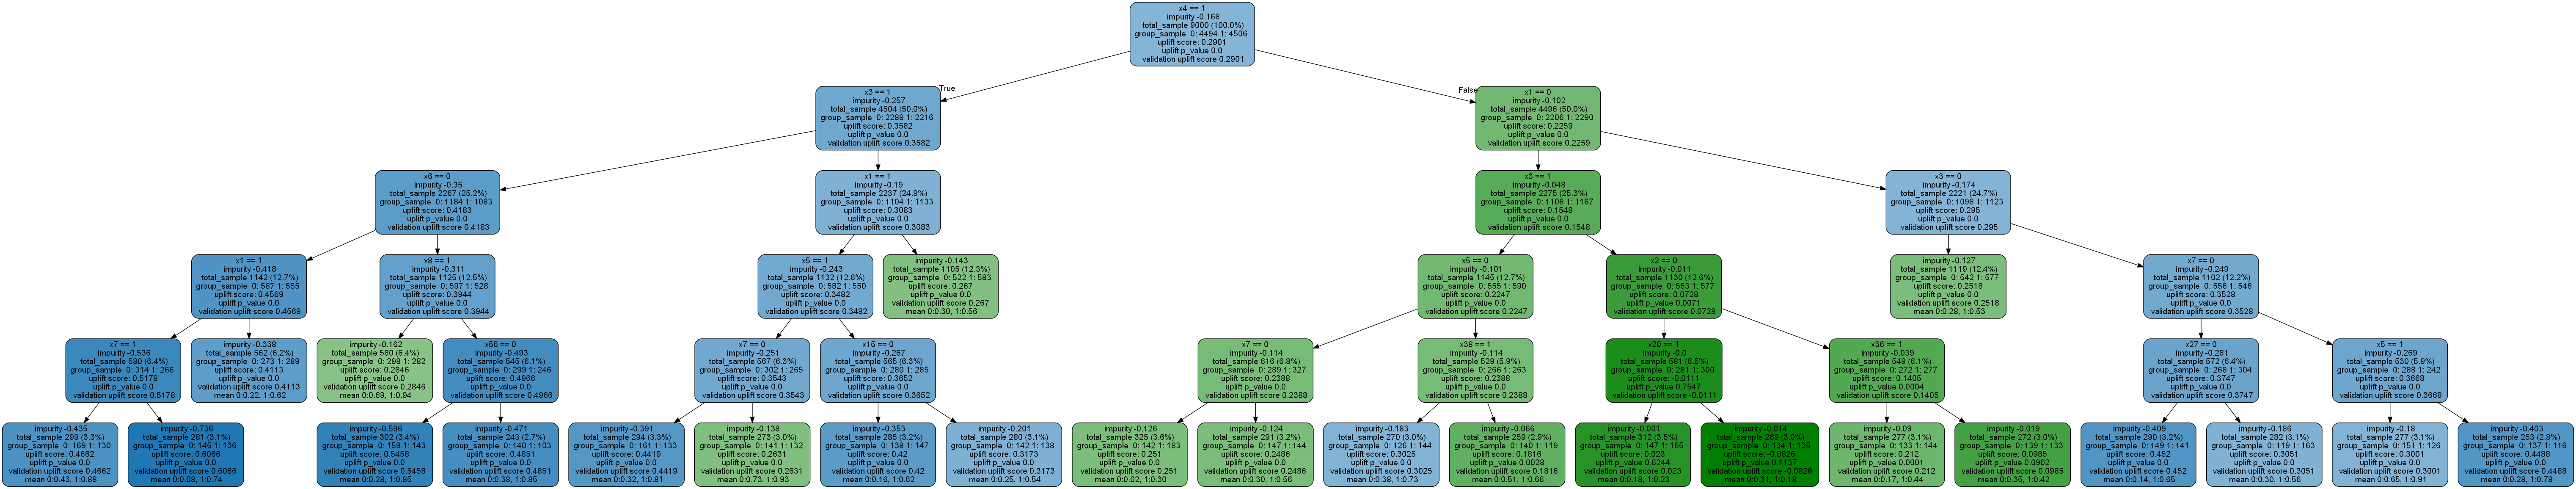 x4 == 1
impurity -0.168
total_sample 9000 (100.0%)
group_sample 0: 4494 1: 4506
uplift score: 0.2901
uplift p_value 0.0
validation uplift score 0.2901
True
False
x3 == 1
impurity -0.257
total_sample 4504 (50.0%)
group_sample 0: 2288 1: 2216
uplift score: 0.3582
uplift p_value 0.0
validation uplift score 0.3582
x1 == 0
impurity -0.102
total_sample 4496 (50.0%)
group_sample 0: 2206 1: 2290
uplift score: 0.2259
uplift p_value 0.0
validation uplift score 0.2259
x6 == 0
impurity -0.35
total_sample 2267 (25.2%)
group_sample 0: 1184 1: 1083
uplift score: 0.4183
uplift p_value 0.0
validation uplift score 0.4183
x1 == 1
impurity -0.19
total_sample 2237 (24.9%)
group_sample 0: 1104 1: 1133
uplift score: 0.3083
uplift p_value 0.0
validation uplift score 0.3083
x3 == 1
impurity -0.048
total_sample 2275 (25.3%)
group_sample 0: 1108 1: 1167
uplift score: 0.1548
uplift p_value 0.0
validation uplift score 0.1548
x3 == 0
impurity -0.174
total_sample 2221 (24.7%)
group_sample 0: 1098 1: 1123
uplift score: 0.295
uplift p_value 0.0
validation uplift score 0.295
x1 == 1
impurity -0.418
total_sample 1142 (12.7%)
group_sample 0: 587 1: 555
uplift score: 0.4569
uplift p_value 0.0
validation uplift score 0.4569
x8 == 1
impurity -0.311
total_sample 1125 (12.5%)
group_sample 0: 597 1: 528
uplift score: 0.3944
uplift p_value 0.0
validation uplift score 0.3944
x5 == 1
impurity -0.243
total_sample 1132 (12.6%)
group_sample 0: 582 1: 550
uplift score: 0.3482
uplift p_value 0.0
validation uplift score 0.3482
impurity -0.143
total_sample 1105 (12.3%)
group_sample 0: 522 1: 583
uplift score: 0.267
uplift p_value 0.0
validation uplift score 0.267
mean 0:0.30, 1:0.56
x5 == 0
impurity -0.101
total_sample 1145 (12.7%)
group_sample 0: 555 1: 590
uplift score: 0.2247
uplift p_value 0.0
validation uplift score 0.2247
x2 == 0
impurity -0.011
total_sample 1130 (12.6%)
group_sample 0: 553 1: 577
uplift score: 0.0728
uplift p_value 0.0071
validation uplift score 0.0728
impurity -0.127
total_sample 1119 (12.4%)
group_sample 0: 542 1: 577
uplift score: 0.2518
uplift p_value 0.0
validation uplift score 0.2518
mean 0:0.28, 1:0.53
x7 == 0
impurity -0.249
total_sample 1102 (12.2%)
group_sample 0: 556 1: 546
uplift score: 0.3528
uplift p_value 0.0
validation uplift score 0.3528
x7 == 1
impurity -0.536
total_sample 580 (6.4%)
group_sample 0: 314 1: 266
uplift score: 0.5178
uplift p_value 0.0
validation uplift score 0.5178
impurity -0.338
total_sample 562 (6.2%)
group_sample 0: 273 1: 289
uplift score: 0.4113
uplift p_value 0.0
validation uplift score 0.4113
mean 0:0.22, 1:0.62
impurity -0.162
total_sample 580 (6.4%)
group_sample 0: 298 1: 282
uplift score: 0.2846
uplift p_value 0.0
validation uplift score 0.2846
mean 0:0.69, 1:0.94
x56 == 0
impurity -0.493
total_sample 545 (6.1%)
group_sample 0: 299 1: 246
uplift score: 0.4966
uplift p_value 0.0
validation uplift score 0.4966
x7 == 0
impurity -0.251
total_sample 567 (6.3%)
group_sample 0: 302 1: 265
uplift score: 0.3543
uplift p_value 0.0
validation uplift score 0.3543
x15 == 0
impurity -0.267
total_sample 565 (6.3%)
group_sample 0: 280 1: 285
uplift score: 0.3652
uplift p_value 0.0
validation uplift score 0.3652
x7 == 0
impurity -0.114
total_sample 616 (6.8%)
group_sample 0: 289 1: 327
uplift score: 0.2388
uplift p_value 0.0
validation uplift score 0.2388
x38 == 1
impurity -0.114
total_sample 529 (5.9%)
group_sample 0: 266 1: 263
uplift score: 0.2388
uplift p_value 0.0
validation uplift score 0.2388
x20 == 1
impurity -0.0
total_sample 581 (6.5%)
group_sample 0: 281 1: 300
uplift score: -0.0111
uplift p_value 0.7547
validation uplift score -0.0111
x36 == 1
impurity -0.039
total_sample 549 (6.1%)
group_sample 0: 272 1: 277
uplift score: 0.1405
uplift p_value 0.0004
validation uplift score 0.1405
x27 == 0
impurity -0.281
total_sample 572 (6.4%)
group_sample 0: 268 1: 304
uplift score: 0.3747
uplift p_value 0.0
validation uplift score 0.3747
x5 == 1
impurity -0.269
total_sample 530 (5.9%)
group_sample 0: 288 1: 242
uplift score: 0.3668
uplift p_value 0.0
validation uplift score 0.3668
impurity -0.435
total_sample 299 (3.3%)
group_sample 0: 169 1: 130
uplift score: 0.4662
uplift p_value 0.0
validation uplift score 0.4662
mean 0:0.43, 1:0.88
impurity -0.736
total_sample 281 (3.1%)
group_sample 0: 145 1: 136
uplift score: 0.6066
uplift p_value 0.0
validation uplift score 0.6066
mean 0:0.08, 1:0.74
impurity -0.596
total_sample 302 (3.4%)
group_sample 0: 159 1: 143
uplift score: 0.5458
uplift p_value 0.0
validation uplift score 0.5458
mean 0:0.28, 1:0.85
impurity -0.471
total_sample 243 (2.7%)
group_sample 0: 140 1: 103
uplift score: 0.4851
uplift p_value 0.0
validation uplift score 0.4851
mean 0:0.38, 1:0.85
impurity -0.391
total_sample 294 (3.3%)
group_sample 0: 161 1: 133
uplift score: 0.4419
uplift p_value 0.0
validation uplift score 0.4419
mean 0:0.32, 1:0.81
impurity -0.138
total_sample 273 (3.0%)
group_sample 0: 141 1: 132
uplift score: 0.2631
uplift p_value 0.0
validation uplift score 0.2631
mean 0:0.73, 1:0.93
impurity -0.353
total_sample 285 (3.2%)
group_sample 0: 138 1: 147
uplift score: 0.42
uplift p_value 0.0
validation uplift score 0.42
mean 0:0.16, 1:0.62
impurity -0.201
total_sample 280 (3.1%)
group_sample 0: 142 1: 138
uplift score: 0.3173
uplift p_value 0.0
validation uplift score 0.3173
mean 0:0.25, 1:0.54
impurity -0.126
total_sample 325 (3.6%)
group_sample 0: 142 1: 183
uplift score: 0.251
uplift p_value 0.0
validation uplift score 0.251
mean 0:0.02, 1:0.30
impurity -0.124
total_sample 291 (3.2%)
group_sample 0: 147 1: 144
uplift score: 0.2486
uplift p_value 0.0
validation uplift score 0.2486
mean 0:0.30, 1:0.56
impurity -0.183
total_sample 270 (3.0%)
group_sample 0: 126 1: 144
uplift score: 0.3025
uplift p_value 0.0
validation uplift score 0.3025
mean 0:0.38, 1:0.73
impurity -0.066
total_sample 259 (2.9%)
group_sample 0: 140 1: 119
uplift score: 0.1816
uplift p_value 0.0028
validation uplift score 0.1816
mean 0:0.51, 1:0.66
impurity -0.001
total_sample 312 (3.5%)
group_sample 0: 147 1: 165
uplift score: 0.023
uplift p_value 0.6244
validation uplift score 0.023
mean 0:0.18, 1:0.23
impurity -0.014
total_sample 269 (3.0%)
group_sample 0: 134 1: 135
uplift score: -0.0826
uplift p_value 0.1137
validation uplift score -0.0826
mean 0:0.31, 1:0.18
impurity -0.09
total_sample 277 (3.1%)
group_sample 0: 133 1: 144
uplift score: 0.212
uplift p_value 0.0001
validation uplift score 0.212
mean 0:0.17, 1:0.44
impurity -0.019
total_sample 272 (3.0%)
group_sample 0: 139 1: 133
uplift score: 0.0985
uplift p_value 0.0902
validation uplift score 0.0985
mean 0:0.35, 1:0.42
impurity -0.409
total_sample 290 (3.2%)
group_sample 0: 149 1: 141
uplift score: 0.452
uplift p_value 0.0
validation uplift score 0.452
mean 0:0.14, 1:0.65
impurity -0.186
total_sample 282 (3.1%)
group_sample 0: 119 1: 163
uplift score: 0.3051
uplift p_value 0.0
validation uplift score 0.3051
mean 0:0.30, 1:0.56
impurity -0.18
total_sample 277 (3.1%)
group_sample 0: 151 1: 126
uplift score: 0.3001
uplift p_value 0.0
validation uplift score 0.3001
mean 0:0.65, 1:0.91
impurity -0.403
total_sample 253 (2.8%)
group_sample 0: 137 1: 116
uplift score: 0.4488
uplift p_value 0.0
validation uplift score 0.4488
mean 0:0.28, 1:0.78